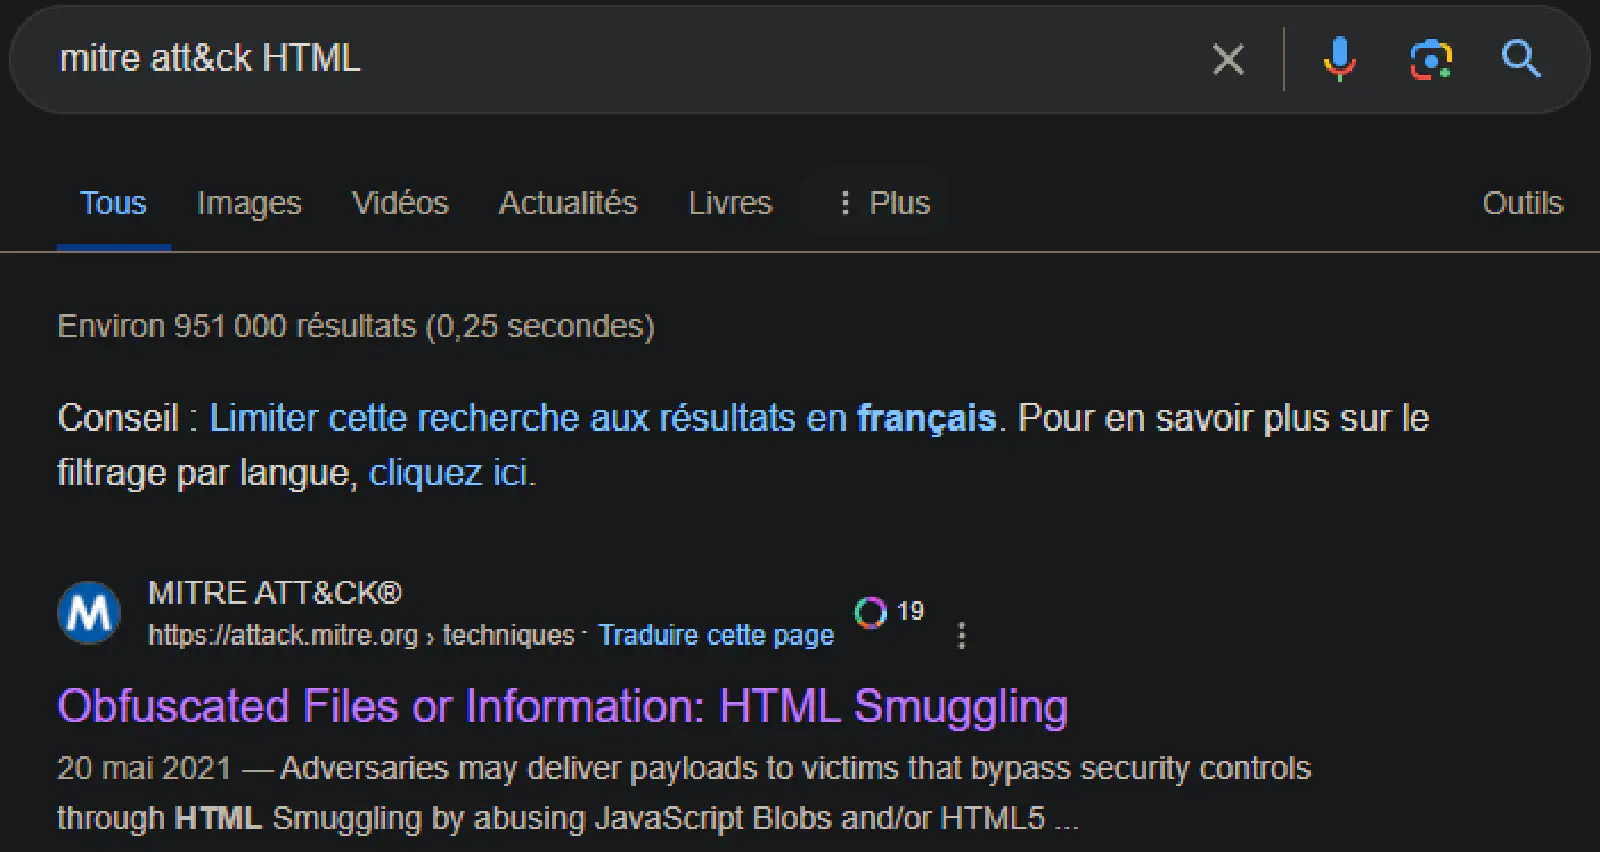 mitre att&ck HTML
Tous Images Vidéos Actualités Livres Plus Outils
Environ 951 000 résultats (0,25 secondes)
Conseil : Limiter cette recherche aux résultats en français. Pour en savoir plus sur le
filtrage par langue, cliquez ici.
MITRE ATT&CK®
https://attack.mitre.org › techniques · Traduire cette page 19
Obfuscated Files or Information: HTML Smuggling
20 mai 2021 — Adversaries may deliver payloads to victims that bypass security controls
through HTML Smuggling by abusing JavaScript Blobs and/or HTML5 ...